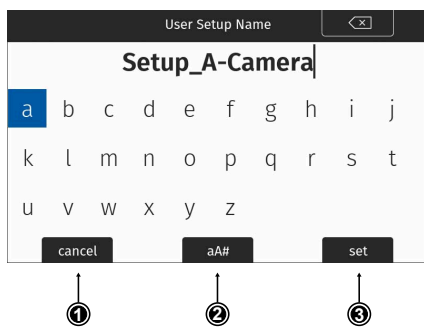 User Setup Name
Setup_A-Camera
a b c d e f g h i j
k l m n o p q r s t
u v w x y z
cancel aA# set
1 2 3